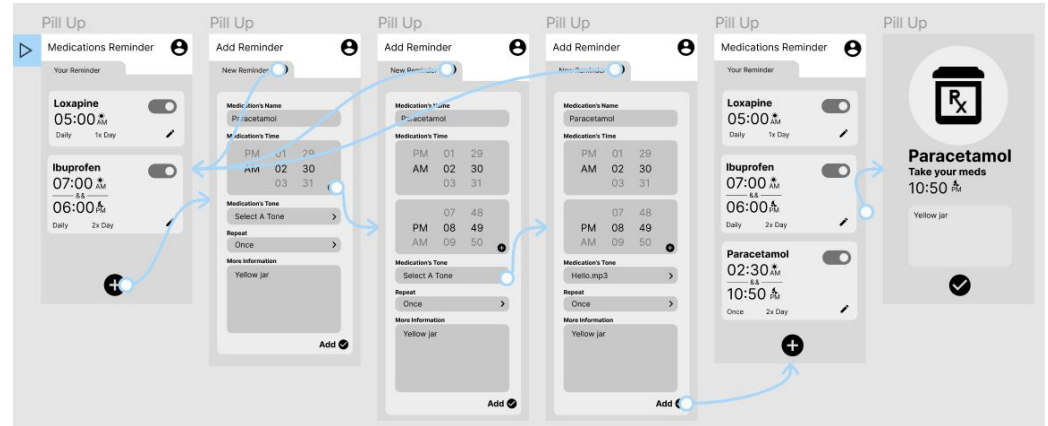 Pill Up
Medications Reminder
Your Reminder
Loxapine
05:00 AM
Daily 1x Day
Ibuprofen
07:00 AM
&&
06:00 PM
Daily 2x Day
Pill Up
Add Reminder
New Reminder
Medication's Name
Paracetamol
Medication's Time
PM 01 29
AM 02 30
03 31
Medication's Tone
Select A Tone
Repeat
Once
More Information
Yellow jar
Add
Pill Up
Add Reminder
New Reminder
Medication's Name
Paracetamol
Medication's Time
PM 01 29
AM 02 30
03 31
07 48
PM 08 49
AM 09 50
Medication's Tone
Select A Tone
Repeat
Once
More Information
Yellow jar
Add
Pill Up
Add Reminder
New Reminder
Medication's Name
Paracetamol
Medication's Time
PM 01 29
AM 02 30
03 31
07 48
PM 08 49
AM 09 50
Medication's Tone
Hello.mp3
Repeat
Once
More Information
Yellow jar
Add
Pill Up
Medications Reminder
Your Reminder
Loxapine
05:00 AM
Daily 1x Day
Ibuprofen
07:00 AM
&&
06:00 PM
Daily 2x Day
Paracetamol
02:30 AM
&&
10:50 PM
Once 2x Day
Pill Up
Rx
Paracetamol
Take your meds
10:50 PM
Yellow jar